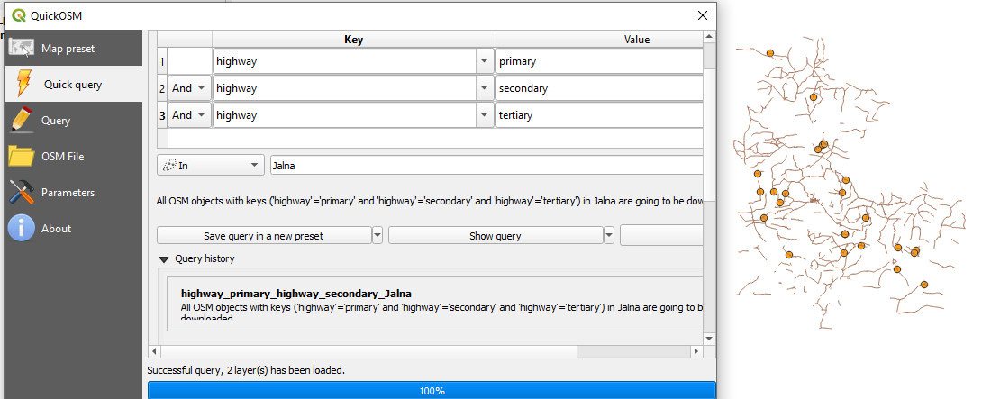 QuickOSM
Map preset
Quick query
Query
OSM File
Parameters
About
Key Value
1 highway primary
2 And highway secondary
3 And highway tertiary
In Jalna
All OSM objects with keys ('highway'='primary' and 'highway'='secondary' and 'highway'='tertiary') in Jalna are going to be dow
Save query in a new preset Show query
Query history
highway_primary_highway_secondary_Jalna
All OSM objects with keys ('highway'='primary' and 'highway'='secondary' and 'highway'='tertiary') in Jalna are going to b
downloaded
Successful query, 2 layer(s) has been loaded.
100%